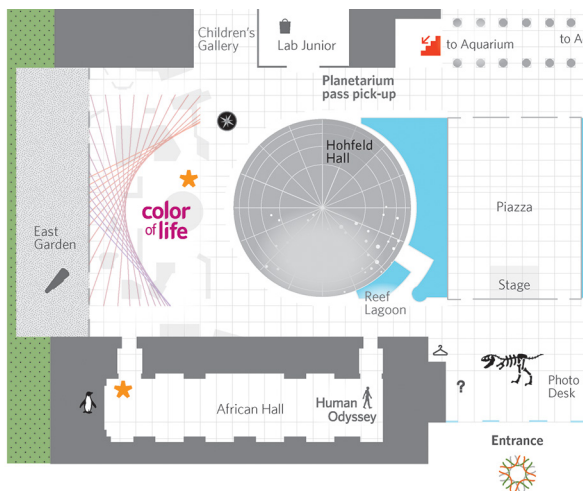 Children's
Gallery
Lab Junior
to Aquarium
to A
Planetarium
pass pick-up
Hohfeld
Hall
color
of life
Piazza
East
Garden
Stage
Reef
Lagoon
African Hall
Human
Odyssey
?
Photo
Desk
Entrance